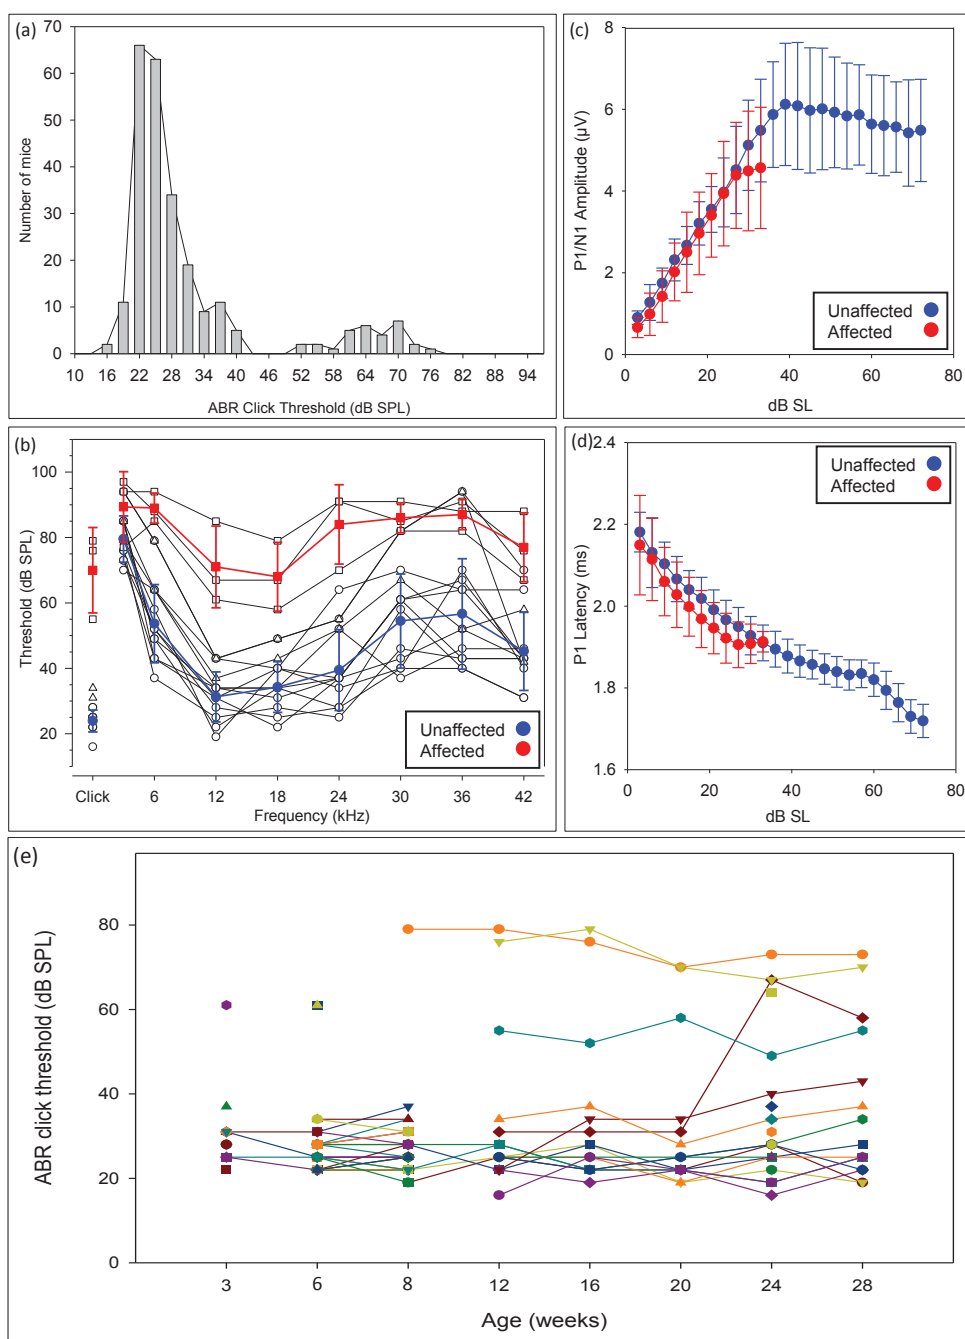 (a)
Number of mice
70
60
50
40
30
20
10
0
10 16 22 28 34 40 46 52 58 64 70 76 82 88 94
ABR Click Threshold (dB SPL)
(c)
P1/N1 Amplitude (µV)
8
6
4
2
0
Unaffected
Affected
0 20 40 60 80
dB SL
(b)
Threshold (dB SPL)
100
80
60
40
20
Unaffected
Affected
Click 6 12 18 24 30 36 42
Frequency (kHz)
(d)
P1 Latency (ms)
2.4
2.2
2.0
1.8
1.6
Unaffected
Affected
0 20 40 60 80
dB SL
(e)
ABR click threshold (dB SPL)
80
60
40
20
0
3 6 8 12 16 20 24 28
Age (weeks)